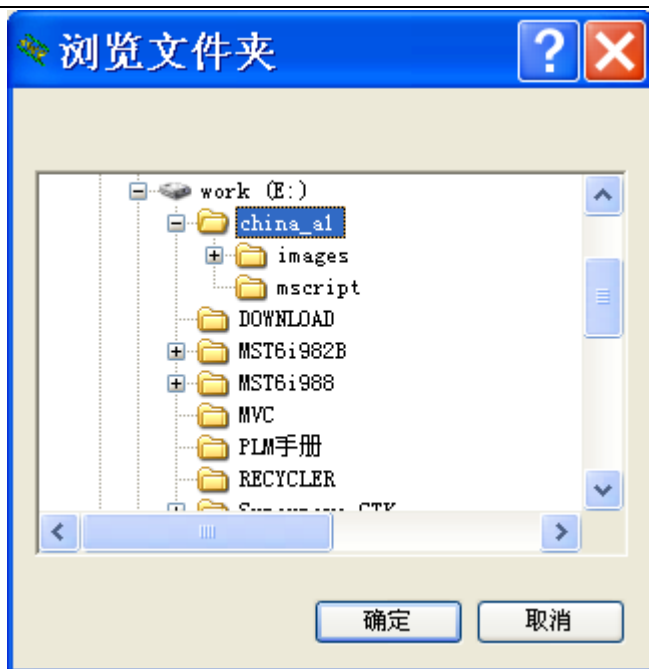 浏览文件夹
work (E:)
china_a1
images
mscript
DOWNLOAD
MST6i982B
MST6i988
MVC
PLM手册
RECYCLER
确定 取消